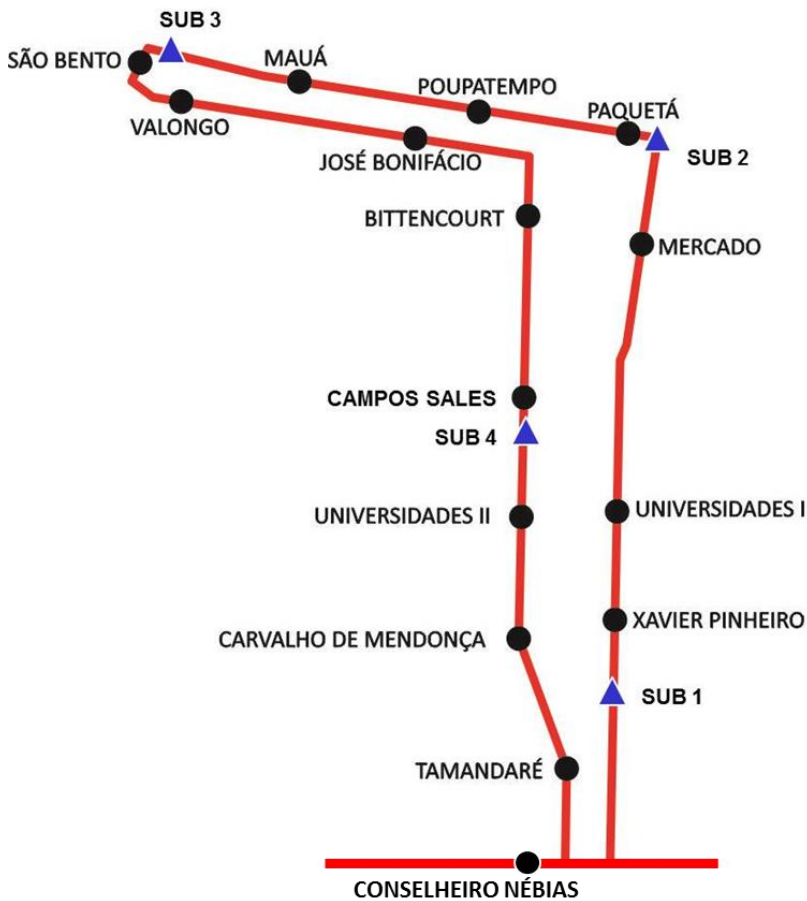 SUB 3
SÃO BENTO
MAUÁ
POUPATEMPO
PAQUETÁ
VALONGO
JOSÉ BONIFÁCIO
SUB 2
BITTENCOURT
MERCADO
CAMPOS SALES
SUB 4
UNIVERSIDADES II
UNIVERSIDADES I
XAVIER PINHEIRO
CARVALHO DE MENDONÇA
SUB 1
TAMANDARÉ
CONSELHEIRO NÉBIAS